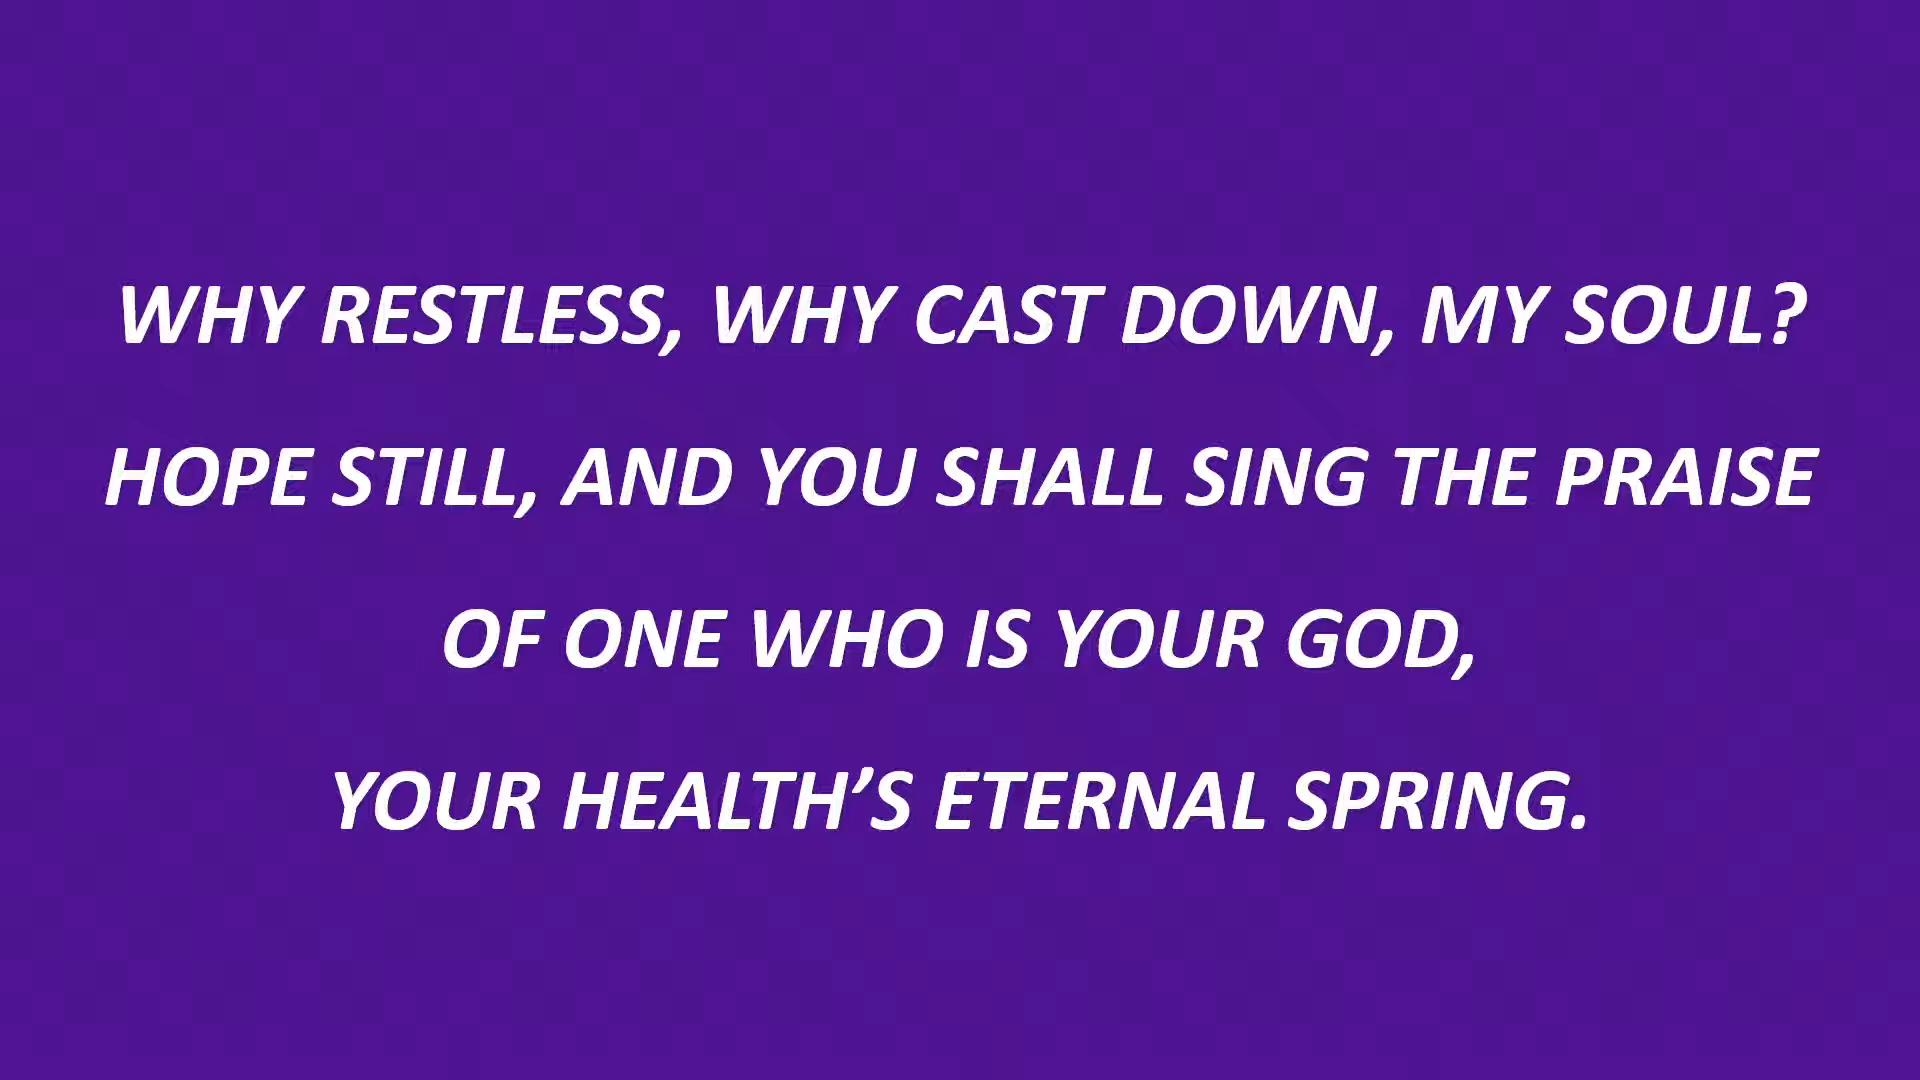 WHY RESTLESS, WHY CAST DOWN, MY SOUL?
HOPE STILL, AND YOU SHALL SING THE PRAISE
OF ONE WHO IS YOUR GOD,
YOUR HEALTH’S ETERNAL SPRING.